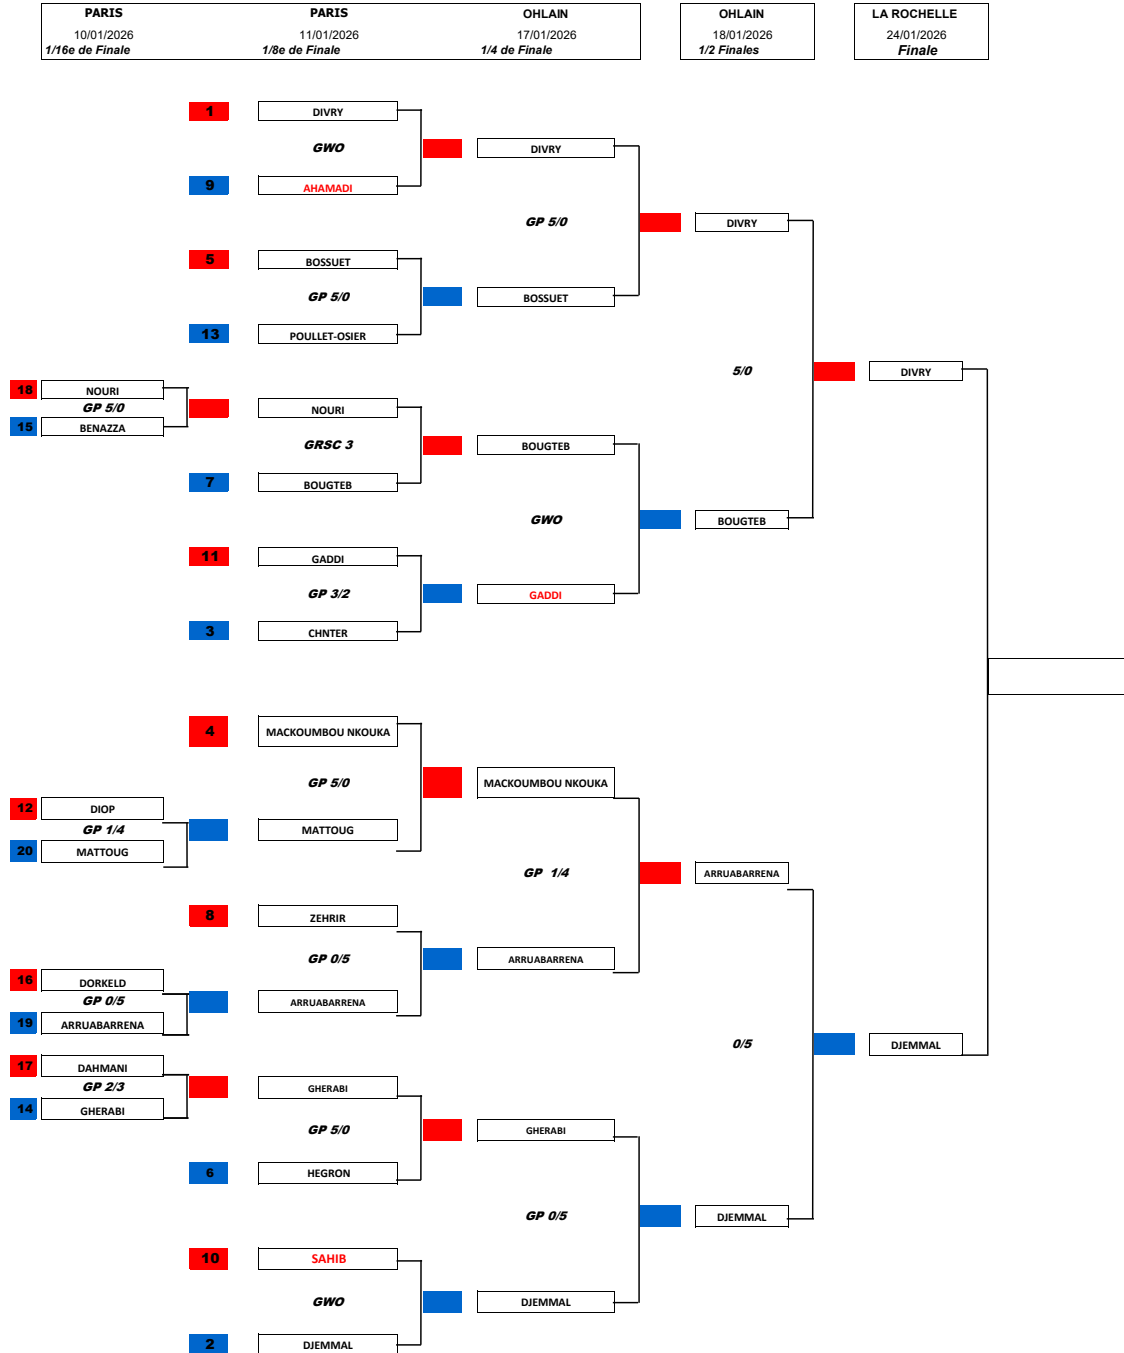 PARIS PARIS OHLAIN OHLAIN LA ROCHELLE
10/01/2026 11/01/2026 17/01/2026 18/01/2026 24/01/2026
1/16e de Finale 1/8e de Finale 1/4 de Finale 1/2 Finales Finale
1 DIVRY
GWO DIVRY
9 AHAMADI
GP 5/0 DIVRY
5 BOSSUET
GP 5/0 BOSSUET
13 POULLET-OSIER
5/0 DIVRY
18 NOURI
GP 5/0 NOURI
15 BENAZZA
GRSC 3 BOUGTEB
7 BOUGTEB
GWO BOUGTEB
11 GADDI
GP 3/2 GADDI
3 CHNTER
4 MACKOUMBOU NKOUKA
GP 5/0 MACKOUMBOU NKOUKA
12 DIOP
GP 1/4 MATTOUG
20 MATTOUG
GP 1/4 ARRUABARRENA
8 ZEHRIR
GP 0/5 ARRUABARRENA
16 DORKELD
GP 0/5 ARRUABARRENA
19 ARRUABARRENA
0/5 DJEMMAL
17 DAHMANI
GP 2/3 GHERABI
14 GHERABI
GP 5/0 GHERABI
6 HEGRON
GP 0/5 DJEMMAL
10 SAHIB
GWO DJEMMAL
2 DJEMMAL